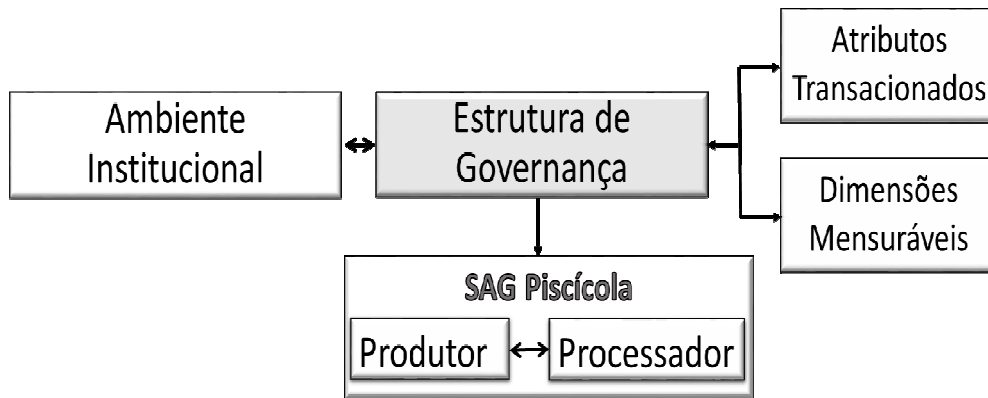 Ambiente
Institucional
Estrutura de
Governança
Atributos
Transacionados
Dimensões
Mensuráveis
SAG Piscícola
Produtor
Processador